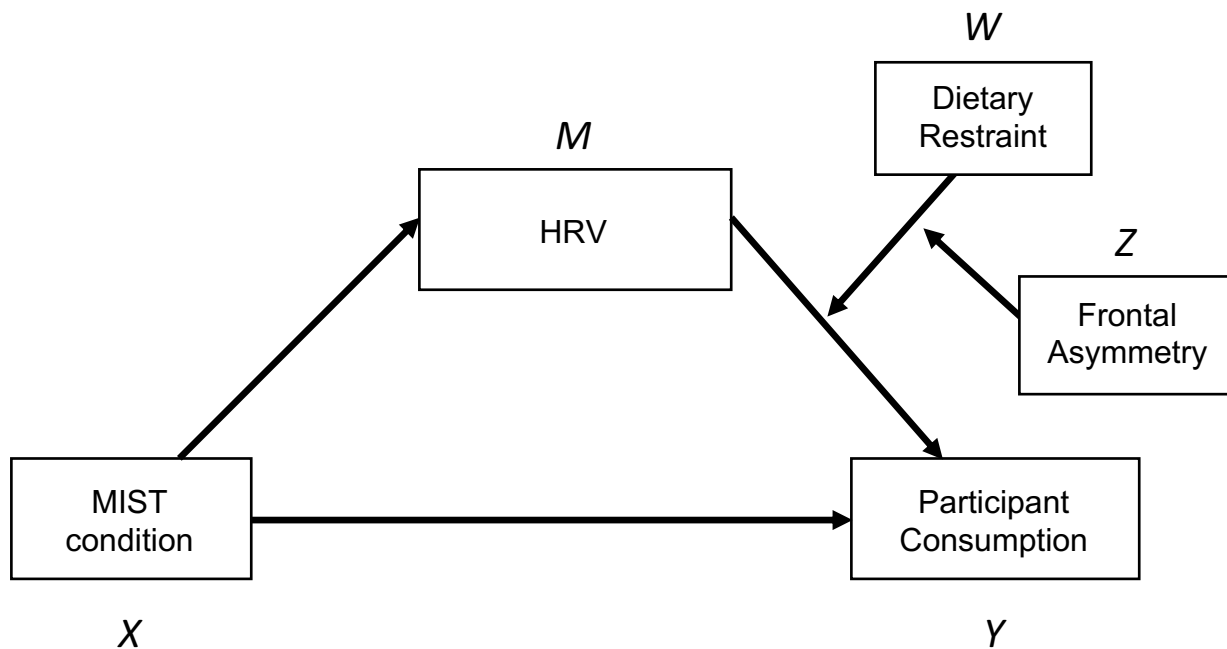 W
Dietary
Restraint
M
HRV
Z
Frontal
Asymmetry
MIST
condition
Participant
Consumption
X
Y